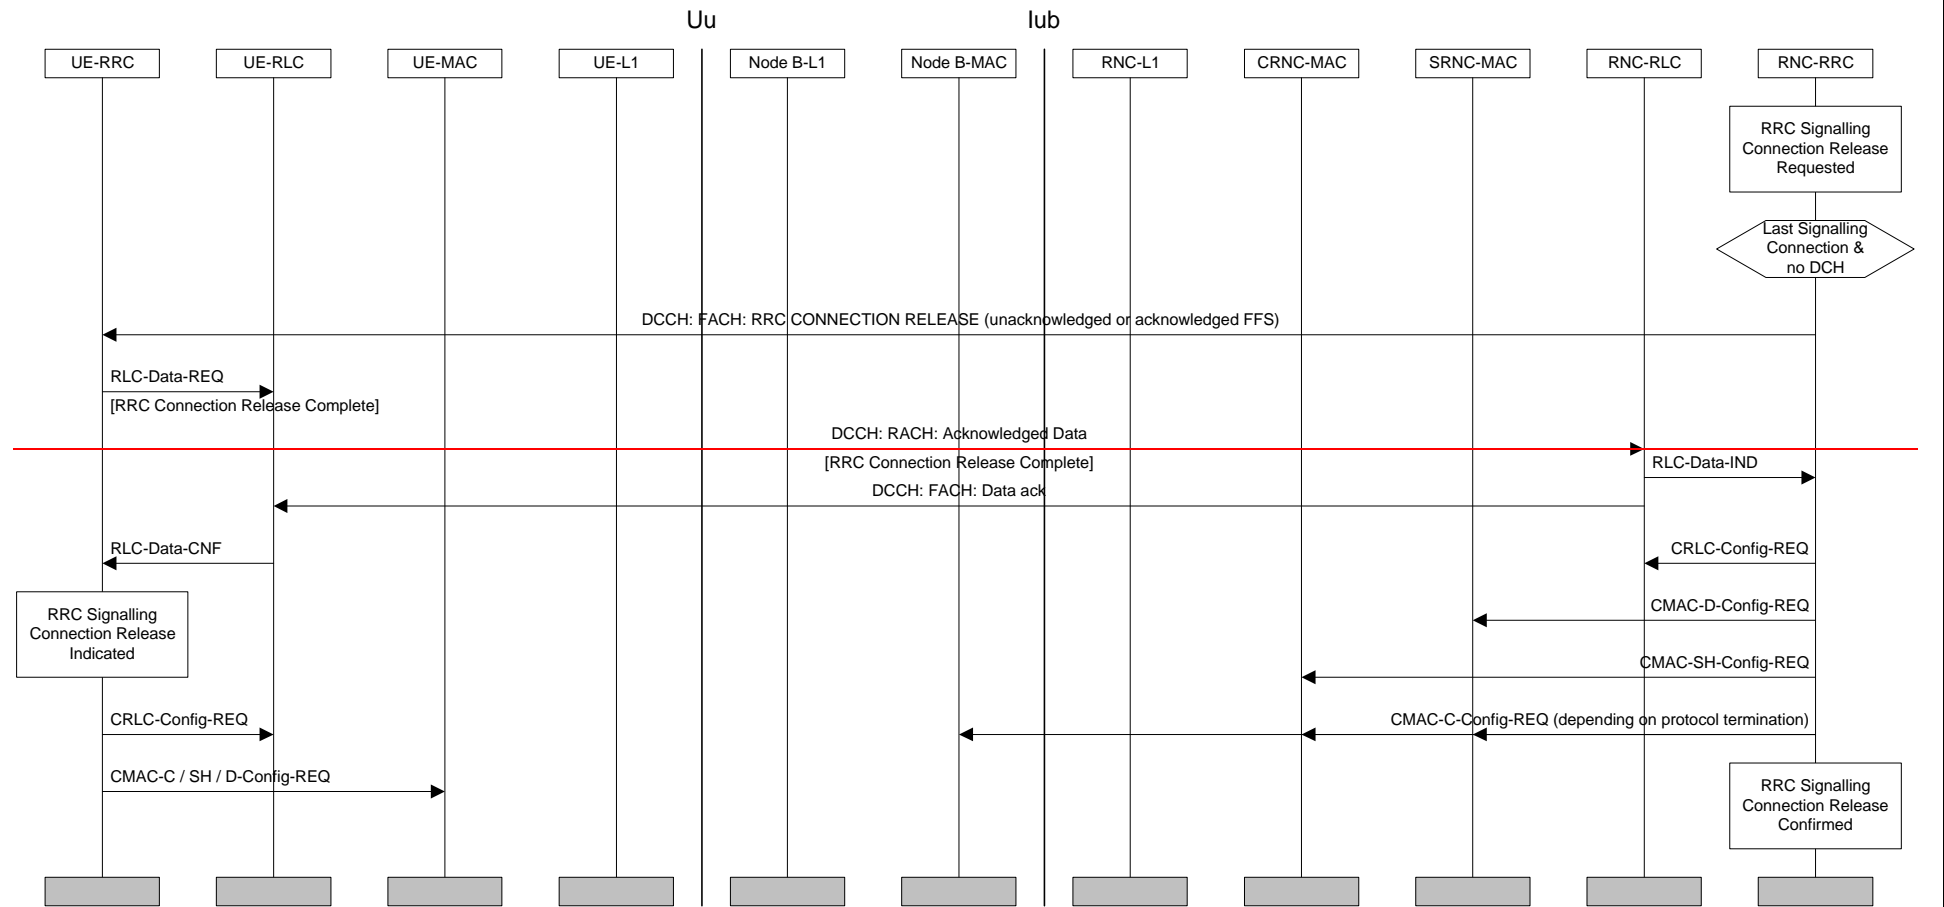 Uu
Iub
UE-RRC
UE-RLC
UE-MAC
UE-L1
Node B-L1
Node B-MAC
RNC-L1
CRNC-MAC
SRNC-MAC
RNC-RLC
RNC-RRC
RRC Signalling
Connection Release
Requested
Last Signalling
Connection &
no DCH
DCCH: FACH: RRC CONNECTION RELEASE (unacknowledged or acknowledged FFS)
RLC-Data-REQ
[RRC Connection Release Complete]
DCCH: RACH: Acknowledged Data
[RRC Connection Release Complete]
RLC-Data-IND
DCCH: FACH: Data ack
RLC-Data-CNF
CRLC-Config-REQ
RRC Signalling
Connection Release
Indicated
CMAC-D-Config-REQ
CMAC-SH-Config-REQ
CRLC-Config-REQ
CMAC-C-Config-REQ (depending on protocol termination)
CMAC-C / SH / D-Config-REQ
RRC Signalling
Connection Release
Confirmed